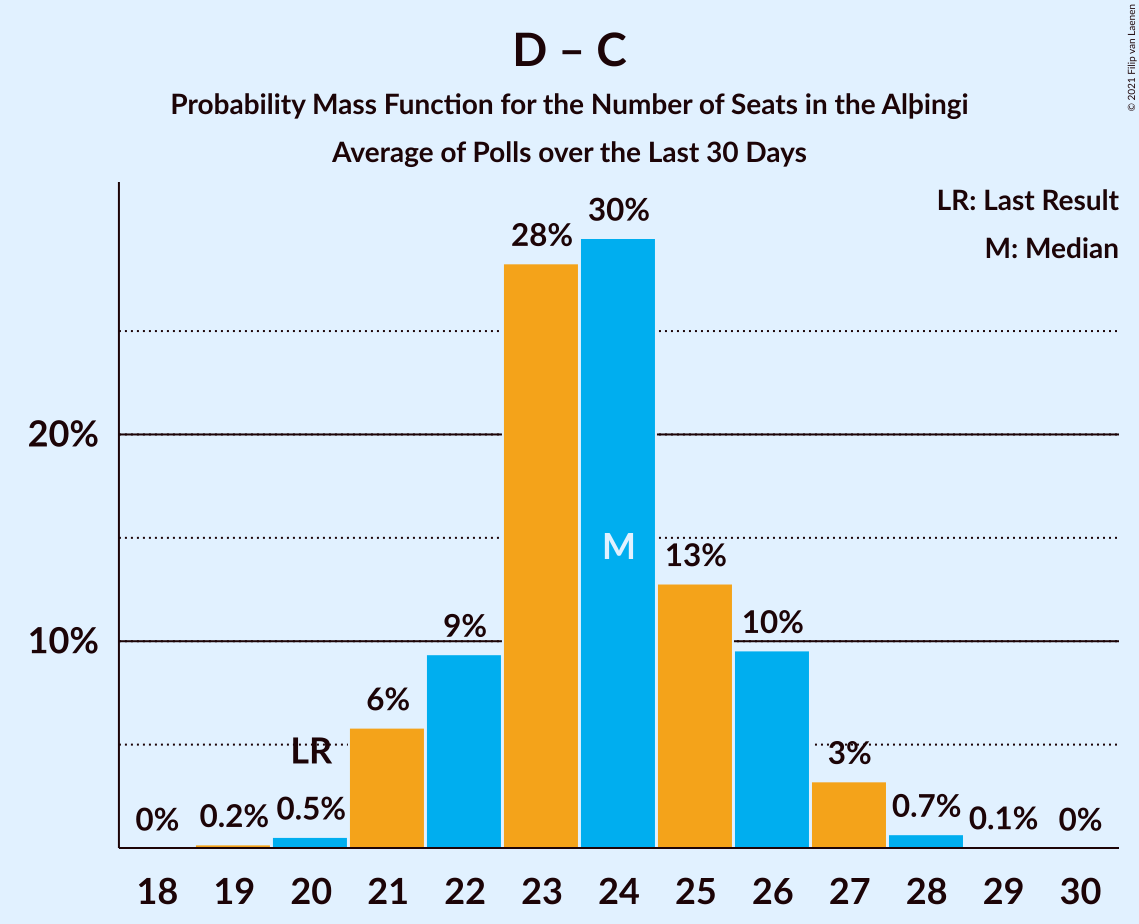 D – C
Probability Mass Function for the Number of Seats in the Alþingi
Average of Polls over the Last 30 Days
© 2021 Filip van Laenen
LR: Last Result
M: Median
20%
10%
0%
0.2%
0.5%
LR
6%
9%
28%
30%
M
13%
10%
3%
0.7%
0.1%
0%
18 19 20 21 22 23 24 25 26 27 28 29 30